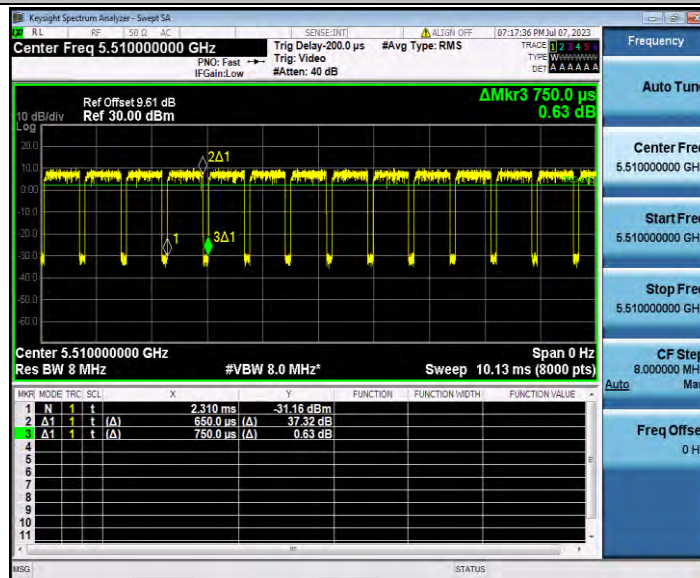 Keysight Spectrum Analyzer - Swept SA
RL RF 50 Ω AC SENSE:INT ALIGN OFF 07:17:36 PM Jul 07, 2023
Center Freq 5.510000000 GHz
PNO: Fast
IFGain:Low
Trig Delay-200.0 µs
Trig: Video
#Atten: 40 dB
#Avg Type: RMS
TRACE 1 2 3 4 5 6
TYPE W
DET A A A A A A
Ref Offset 9.61 dB
Ref 30.00 dBm
ΔMkr3 750.0 µs
0.63 dB
10 dB/div
Log
20.0
10.0
0.00
-10.0
-20.0
-30.0
-40.0
-50.0
-60.0
2Δ1
1
3Δ1
Center 5.510000000 GHz Span 0 Hz
Res BW 8 MHz #VBW 8.0 MHz* Sweep 10.13 ms (8000 pts)
MKR MODE TRC SCL X Y FUNCTION FUNCTION WIDTH FUNCTION VALUE
1 N 1 t 2.310 ms -31.16 dBm
2 Δ1 1 t (Δ) 650.0 µs (Δ) 37.32 dB
3 Δ1 1 t (Δ) 750.0 µs (Δ) 0.63 dB
4
5
6
7
8
9
10
11
MSG STATUS
Frequency
Auto Tun
Center Fre
5.510000000 GH
Start Fre
5.510000000 GH
Stop Fre
5.510000000 GH
CF Step
8.000000 MH
Auto Ma
Freq Offse
0 H